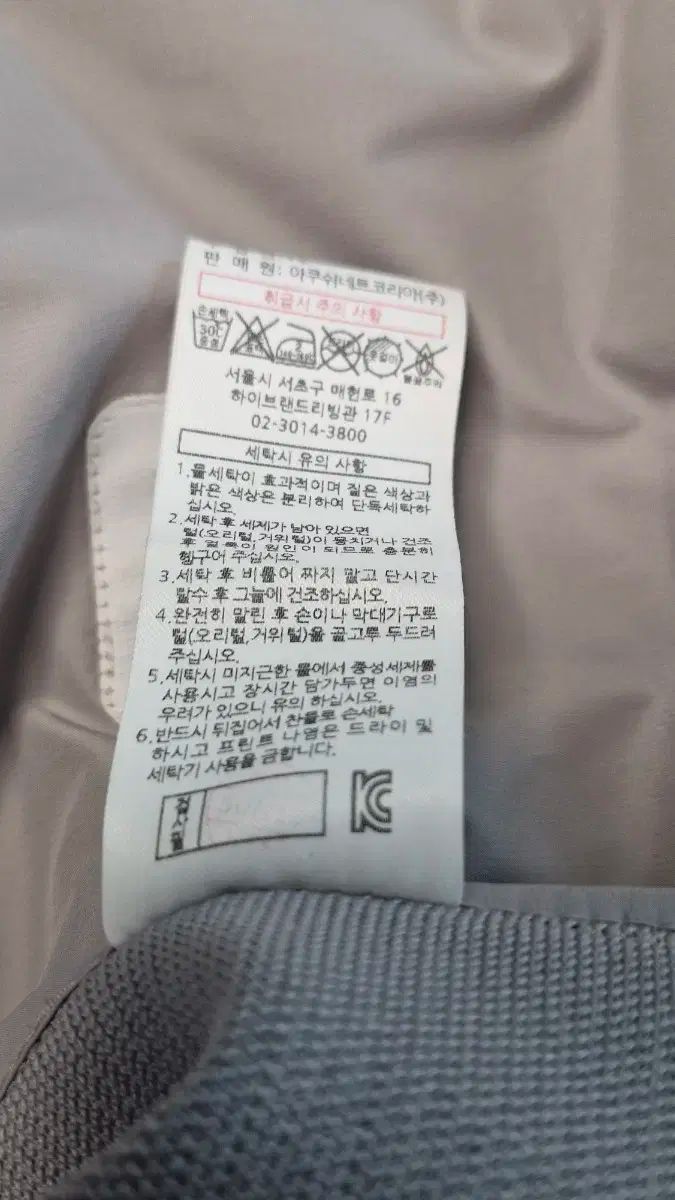 판 매 원: 아쿠쉬네트코리아(주)
취급시 주의 사항
손세탁
30℃
중성
옷걸이
불꽃주의
서울시 서초구 매헌로 16
하이브랜드리빙관 17F
02-3014-3800
세탁시 유의 사항
1.물세탁이 효과적이며 짙은 색상과
밝은 색상은 분리하여 단독세탁하
십시오.
2.세탁 후 세제가 남아 있으면
털(오리털,거위털)이 뭉치거나 건조
후 얼룩이 원인이 되므로 충분히
헹구어 주십시오.
3.세탁 후 비틀어 짜지 말고 단시간
탈수 후 그늘에 건조하십시오.
4.완전히 말린 후 손이나 막대기구로
털(오리털,거위털)을 골고루 두드려
주십시오.
5.세탁시 미지근한 물에서 중성세제를
사용시고 장시간 담가두면 이염의
우려가 있으니 유의 하십시오.
6.반드시 뒤집어서 찬물로 손세탁
하시고 프린트 나염은 드라이 및
세탁기 사용을 금합니다.
검사필
KC